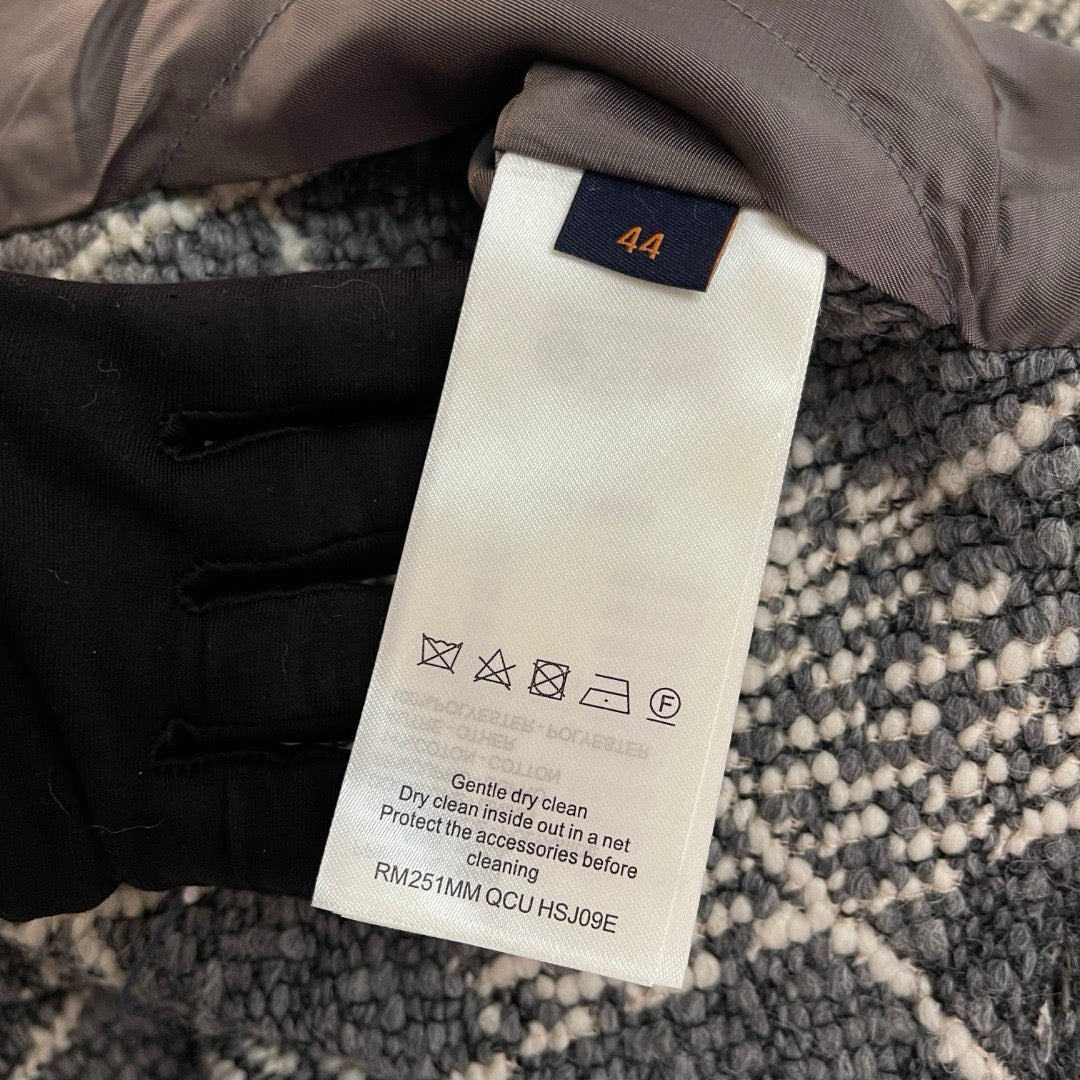 44
F
Gentle dry clean
Dry clean inside out in a net
Protect the accessories before
cleaning
RM251MM QCU HSJ09E